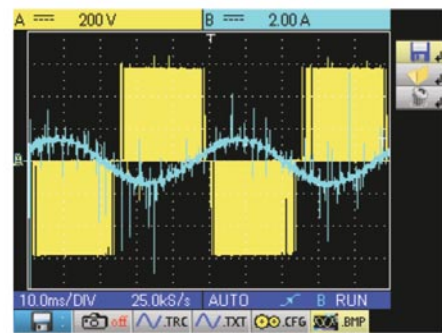 A 200 V B 2.00 A
T
B
10.0ms/DIV 25.0kS/s AUTO B RUN
off .TRC .TXT .CFG .BMP